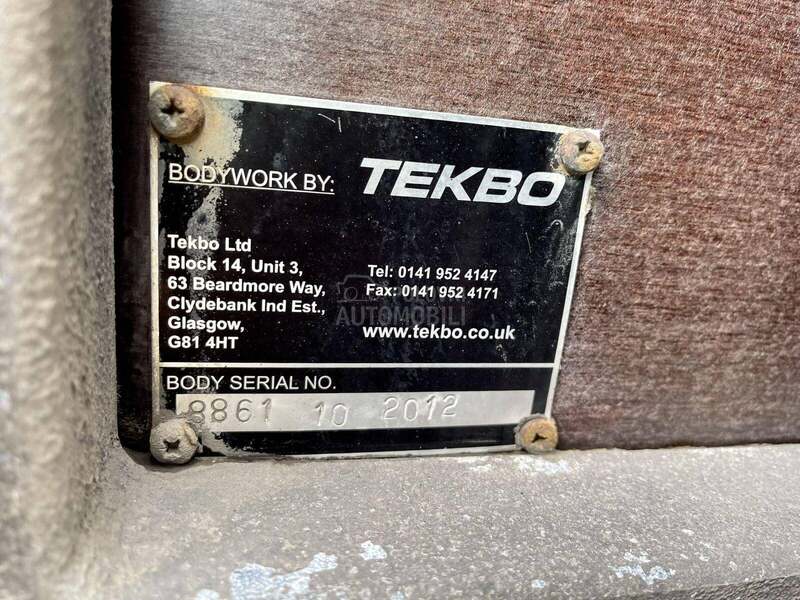 BODYWORK BY: TEKBO
Tekbo Ltd
Block 14, Unit 3,
63 Beardmore Way,
Clydebank Ind Est.,
Glasgow,
G81 4HT
Tel: 0141 952 4147
Fax: 0141 952 4171
www.tekbo.co.uk
AUTOMOBILI
BODY SERIAL NO.
8861 10 2012